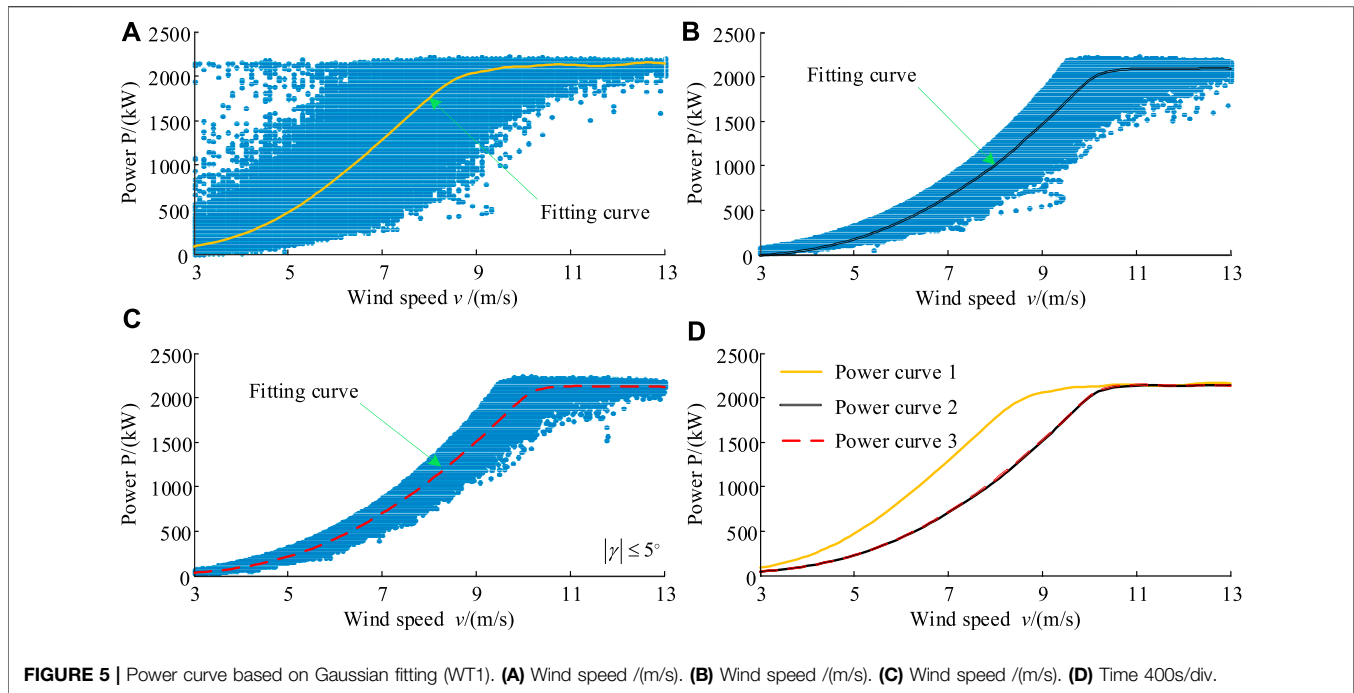 A
2500
2000
1500
1000
500
0
Power P/(kW)
Fitting curve
3 5 7 9 11 13
Wind speed v /(m/s)
B
2500
2000
1500
1000
500
0
Power P/(kW)
Fitting curve
3 5 7 9 11 13
Wind speed v/(m/s)
C
2500
2000
1500
1000
500
0
Power P/(kW)
Fitting curve
|γ| ≤ 5°
3 5 7 9 11 13
Wind speed v/(m/s)
D
2500
2000
1500
1000
500
0
Power P/(kW)
Power curve 1
Power curve 2
Power curve 3
3 5 7 9 11 13
Wind speed v/(m/s)
FIGURE 5 | Power curve based on Gaussian fitting (WT1). (A) Wind speed /(m/s). (B) Wind speed /(m/s). (C) Wind speed /(m/s). (D) Time 400s/div.